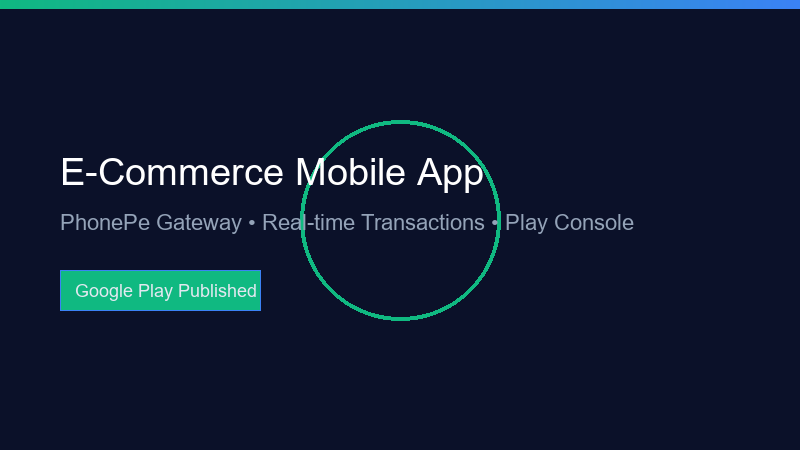 E-Commerce Mobile App
PhonePe Gateway • Real-time Transactions • Play Console
Google Play Published